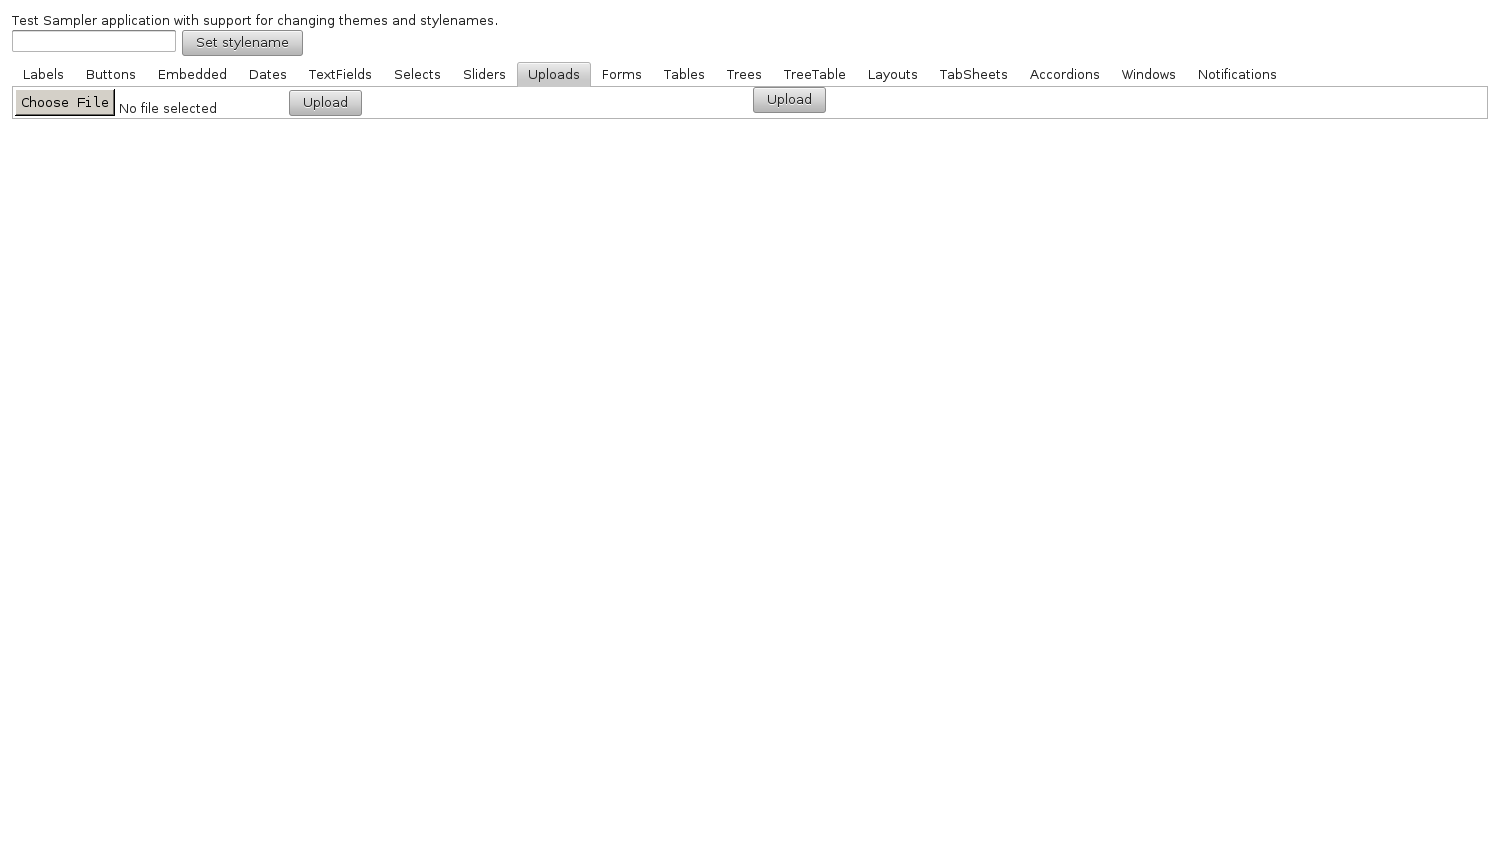 Test Sampler application with support for changing themes and stylenames.
Set stylename
Labels Buttons Embedded Dates TextFields Selects Sliders Uploads Forms Tables Trees TreeTable Layouts TabSheets Accordions Windows Notifications
Choose File No file selected Upload Upload